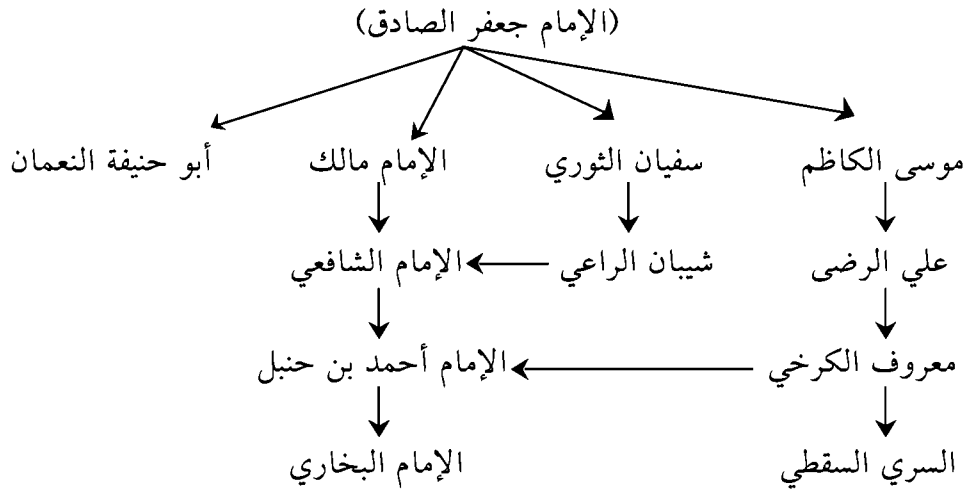 (الإمام جعفر الصادق)
موسى الكاظم سفيان الثوري الإمام مالك أبو حنيفة النعمان
علي الرضى شيبان الراعي الإمام الشافعي
معروف الكرخي الإمام أحمد بن حنبل
السري السقطي الإمام البخاري